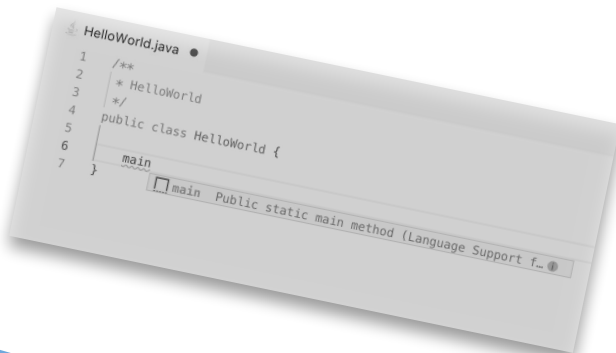 HelloWorld.java
1 /**
2 * HelloWorld
3 */
4 public class HelloWorld {
5
6 main
7 }
main Public static main method (Language Support f…